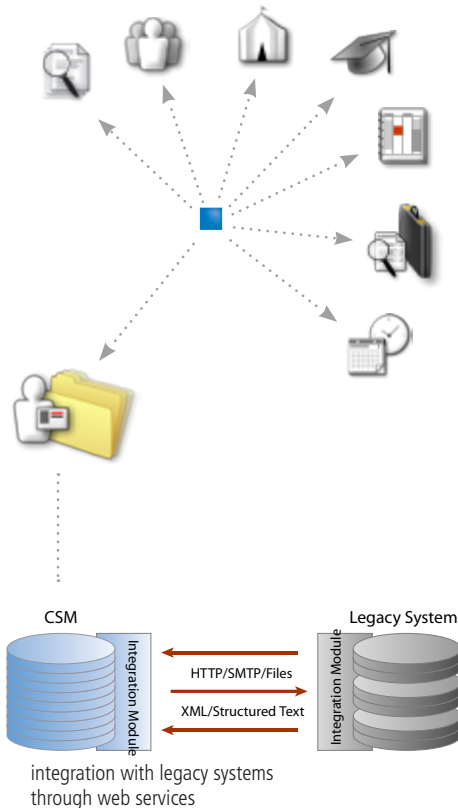 CSM
Legacy System
Integration Module
HTTP/SMTP/Files
XML/Structured Text
Integration Module
integration with legacy systems
through web services